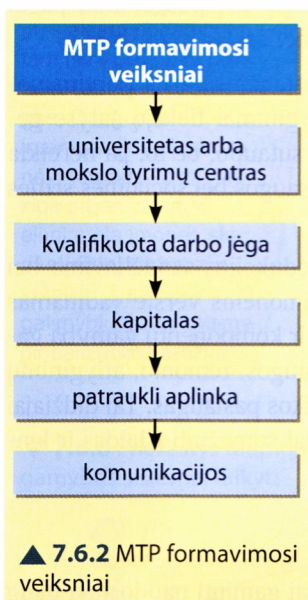 MTP formavimosi
veiksniai
universitetas arba
mokslo tyrimų centras
kvalifikuota darbo jėga
kapitalas
patraukli aplinka
komunikacijos
▲ 7.6.2 MTP formavimosi
veiksniai